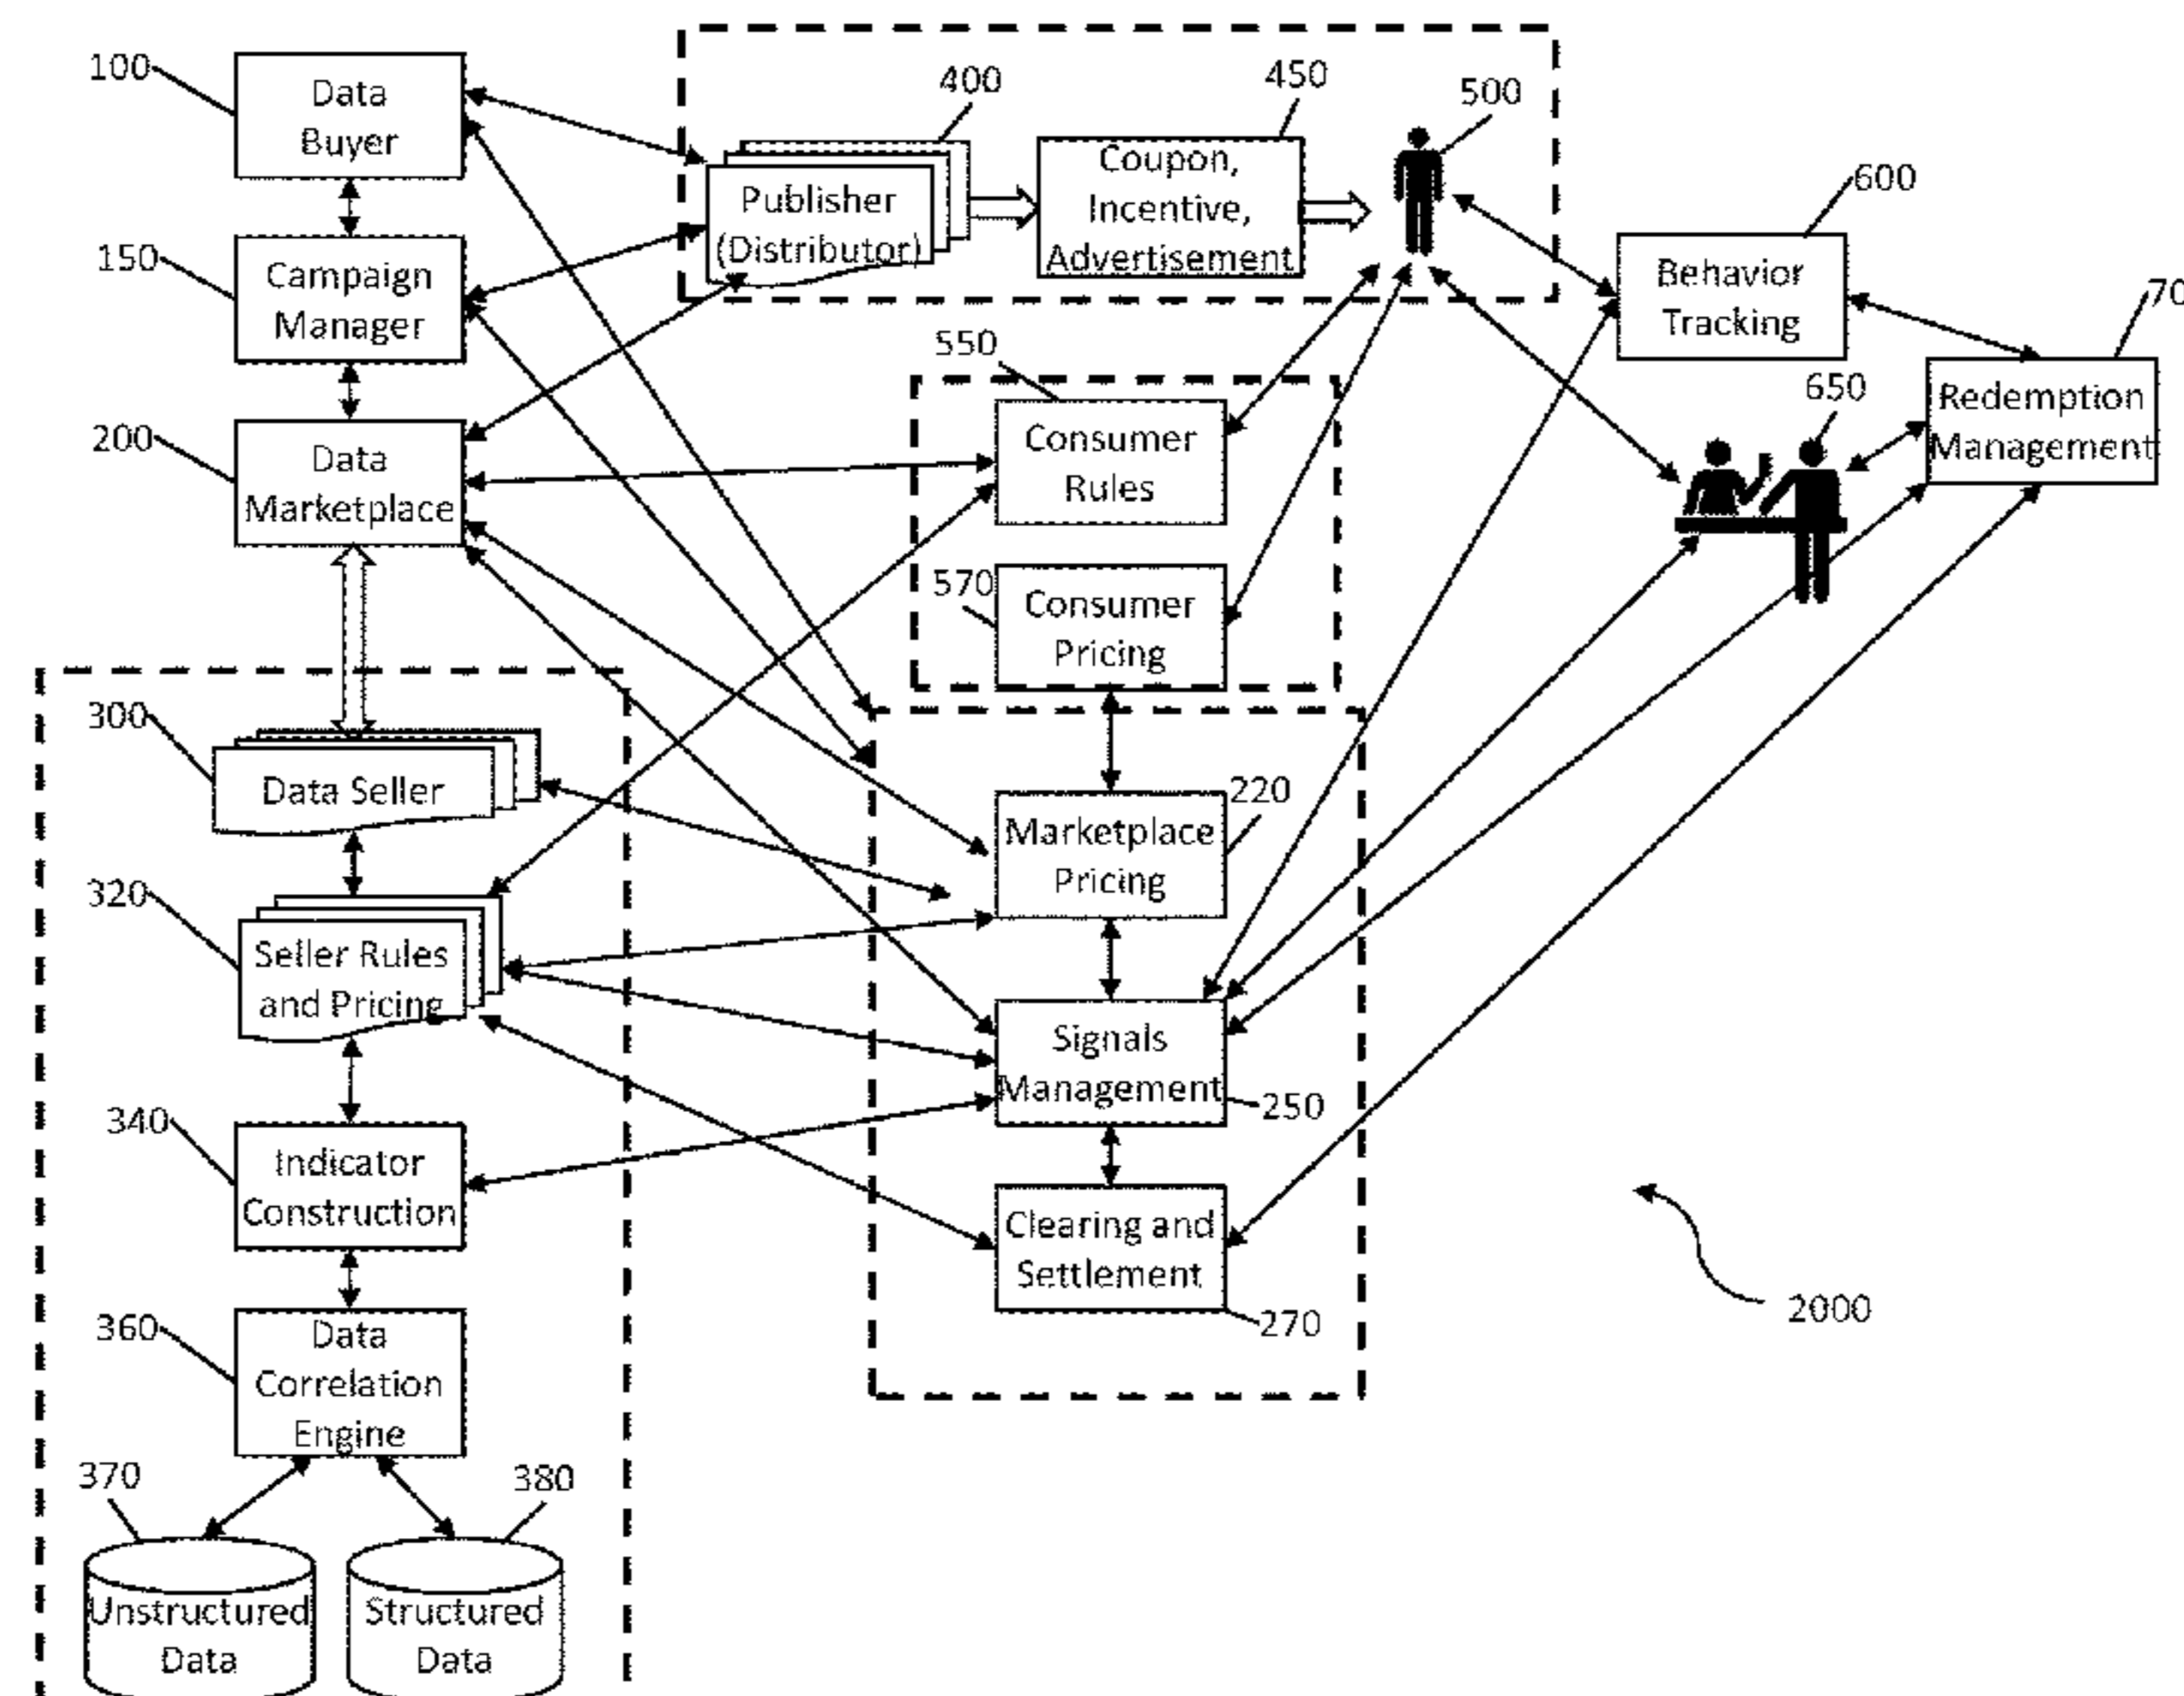 100
Data
Buyer
400
450
500
Publisher
(Distributor)
Coupon,
Incentive,
Advertisement
600
Behavior
Tracking
70
150
Campaign
Manager
550
650
Redemption
Management
200
Data
Marketplace
Consumer
Rules
570
Consumer
Pricing
300
Data Seller
220
Marketplace
Pricing
320
Seller Rules
and Pricing
Signals
Management
250
340
Indicator
Construction
Clearing and
Settlement
270
2000
360
Data
Correlation
Engine
370
380
Unstructured
Data
Structured
Data